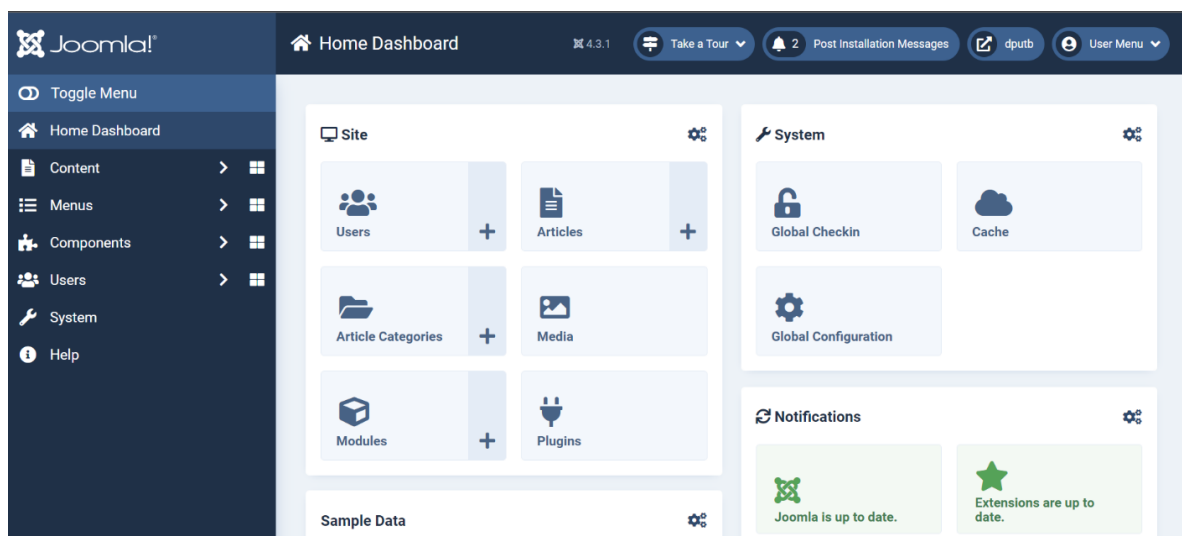 Joomla!®
Home Dashboard
4.3.1
Take a Tour
2 Post Installation Messages
dputb
User Menu
Toggle Menu
Home Dashboard
Content
Menus
Components
Users
System
Help
Site
Users
Articles
Article Categories
Media
Modules
Plugins
Sample Data
System
Global Checkin
Cache
Global Configuration
Notifications
Joomla is up to date.
Extensions are up to
date.